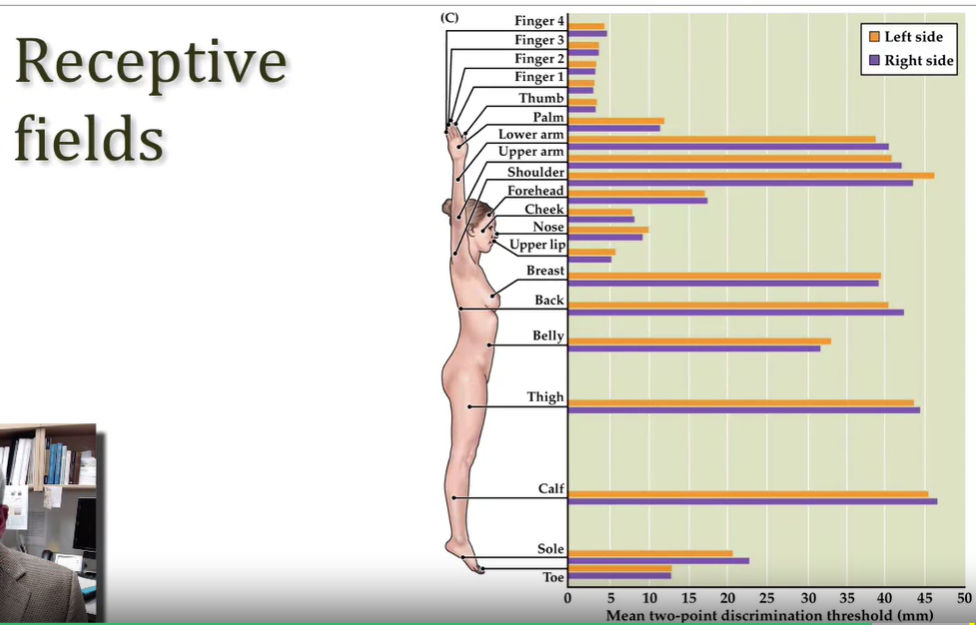 Receptive
fields
(C)
Finger 4
Finger 3
Finger 2
Finger 1
Thumb
Palm
Lower arm
Upper arm
Shoulder
Forehead
Cheek
Nose
Upper lip
Breast
Back
Belly
Thigh
Calf
Sole
Toe
Left side
Right side
0 5 10 15 20 25 30 35 40 45 50
Mean two-point discrimination threshold (mm)